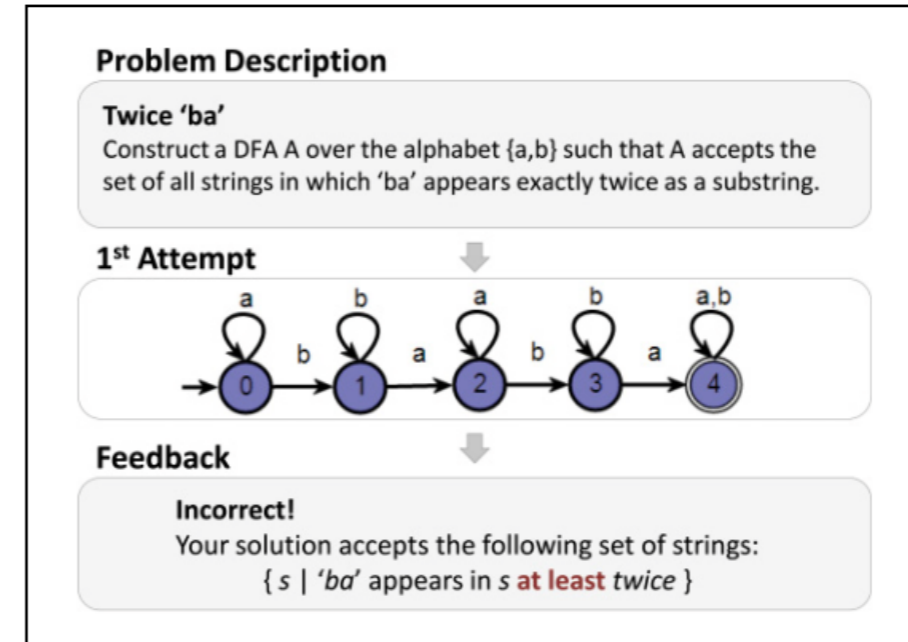 Problem Description
Twice ‘ba’
Construct a DFA A over the alphabet {a,b} such that A accepts the
set of all strings in which ‘ba’ appears exactly twice as a substring.
1st Attempt
a b a b a,b
b a b a
0 1 2 3 4
Feedback
Incorrect!
Your solution accepts the following set of strings:
{ s | ‘ba’ appears in s at least twice }